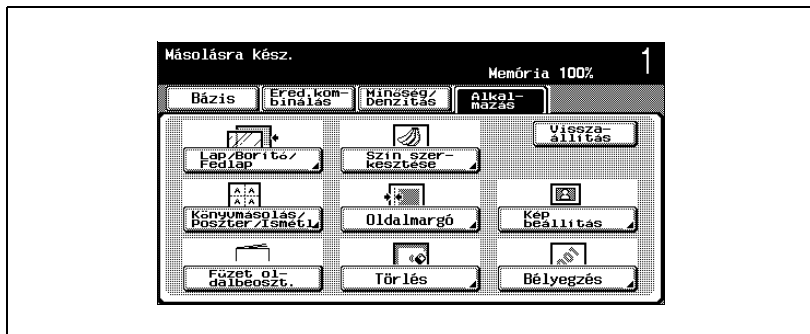 Másolásra kész.
1
Memória 100%
Bázis
Ered.kom-
binálás
Minőség/
Denzitás
Alkal-
mazás
Lap/Borító/
Fedlap
Szín szer-
kesztése
Vissza-
állítás
Könyvmásolás/
Poszter/Ismétl.
Oldalmargó
Kép
beállítás
Füzet ol-
dalbeoszt.
Törlés
Bélyegzés